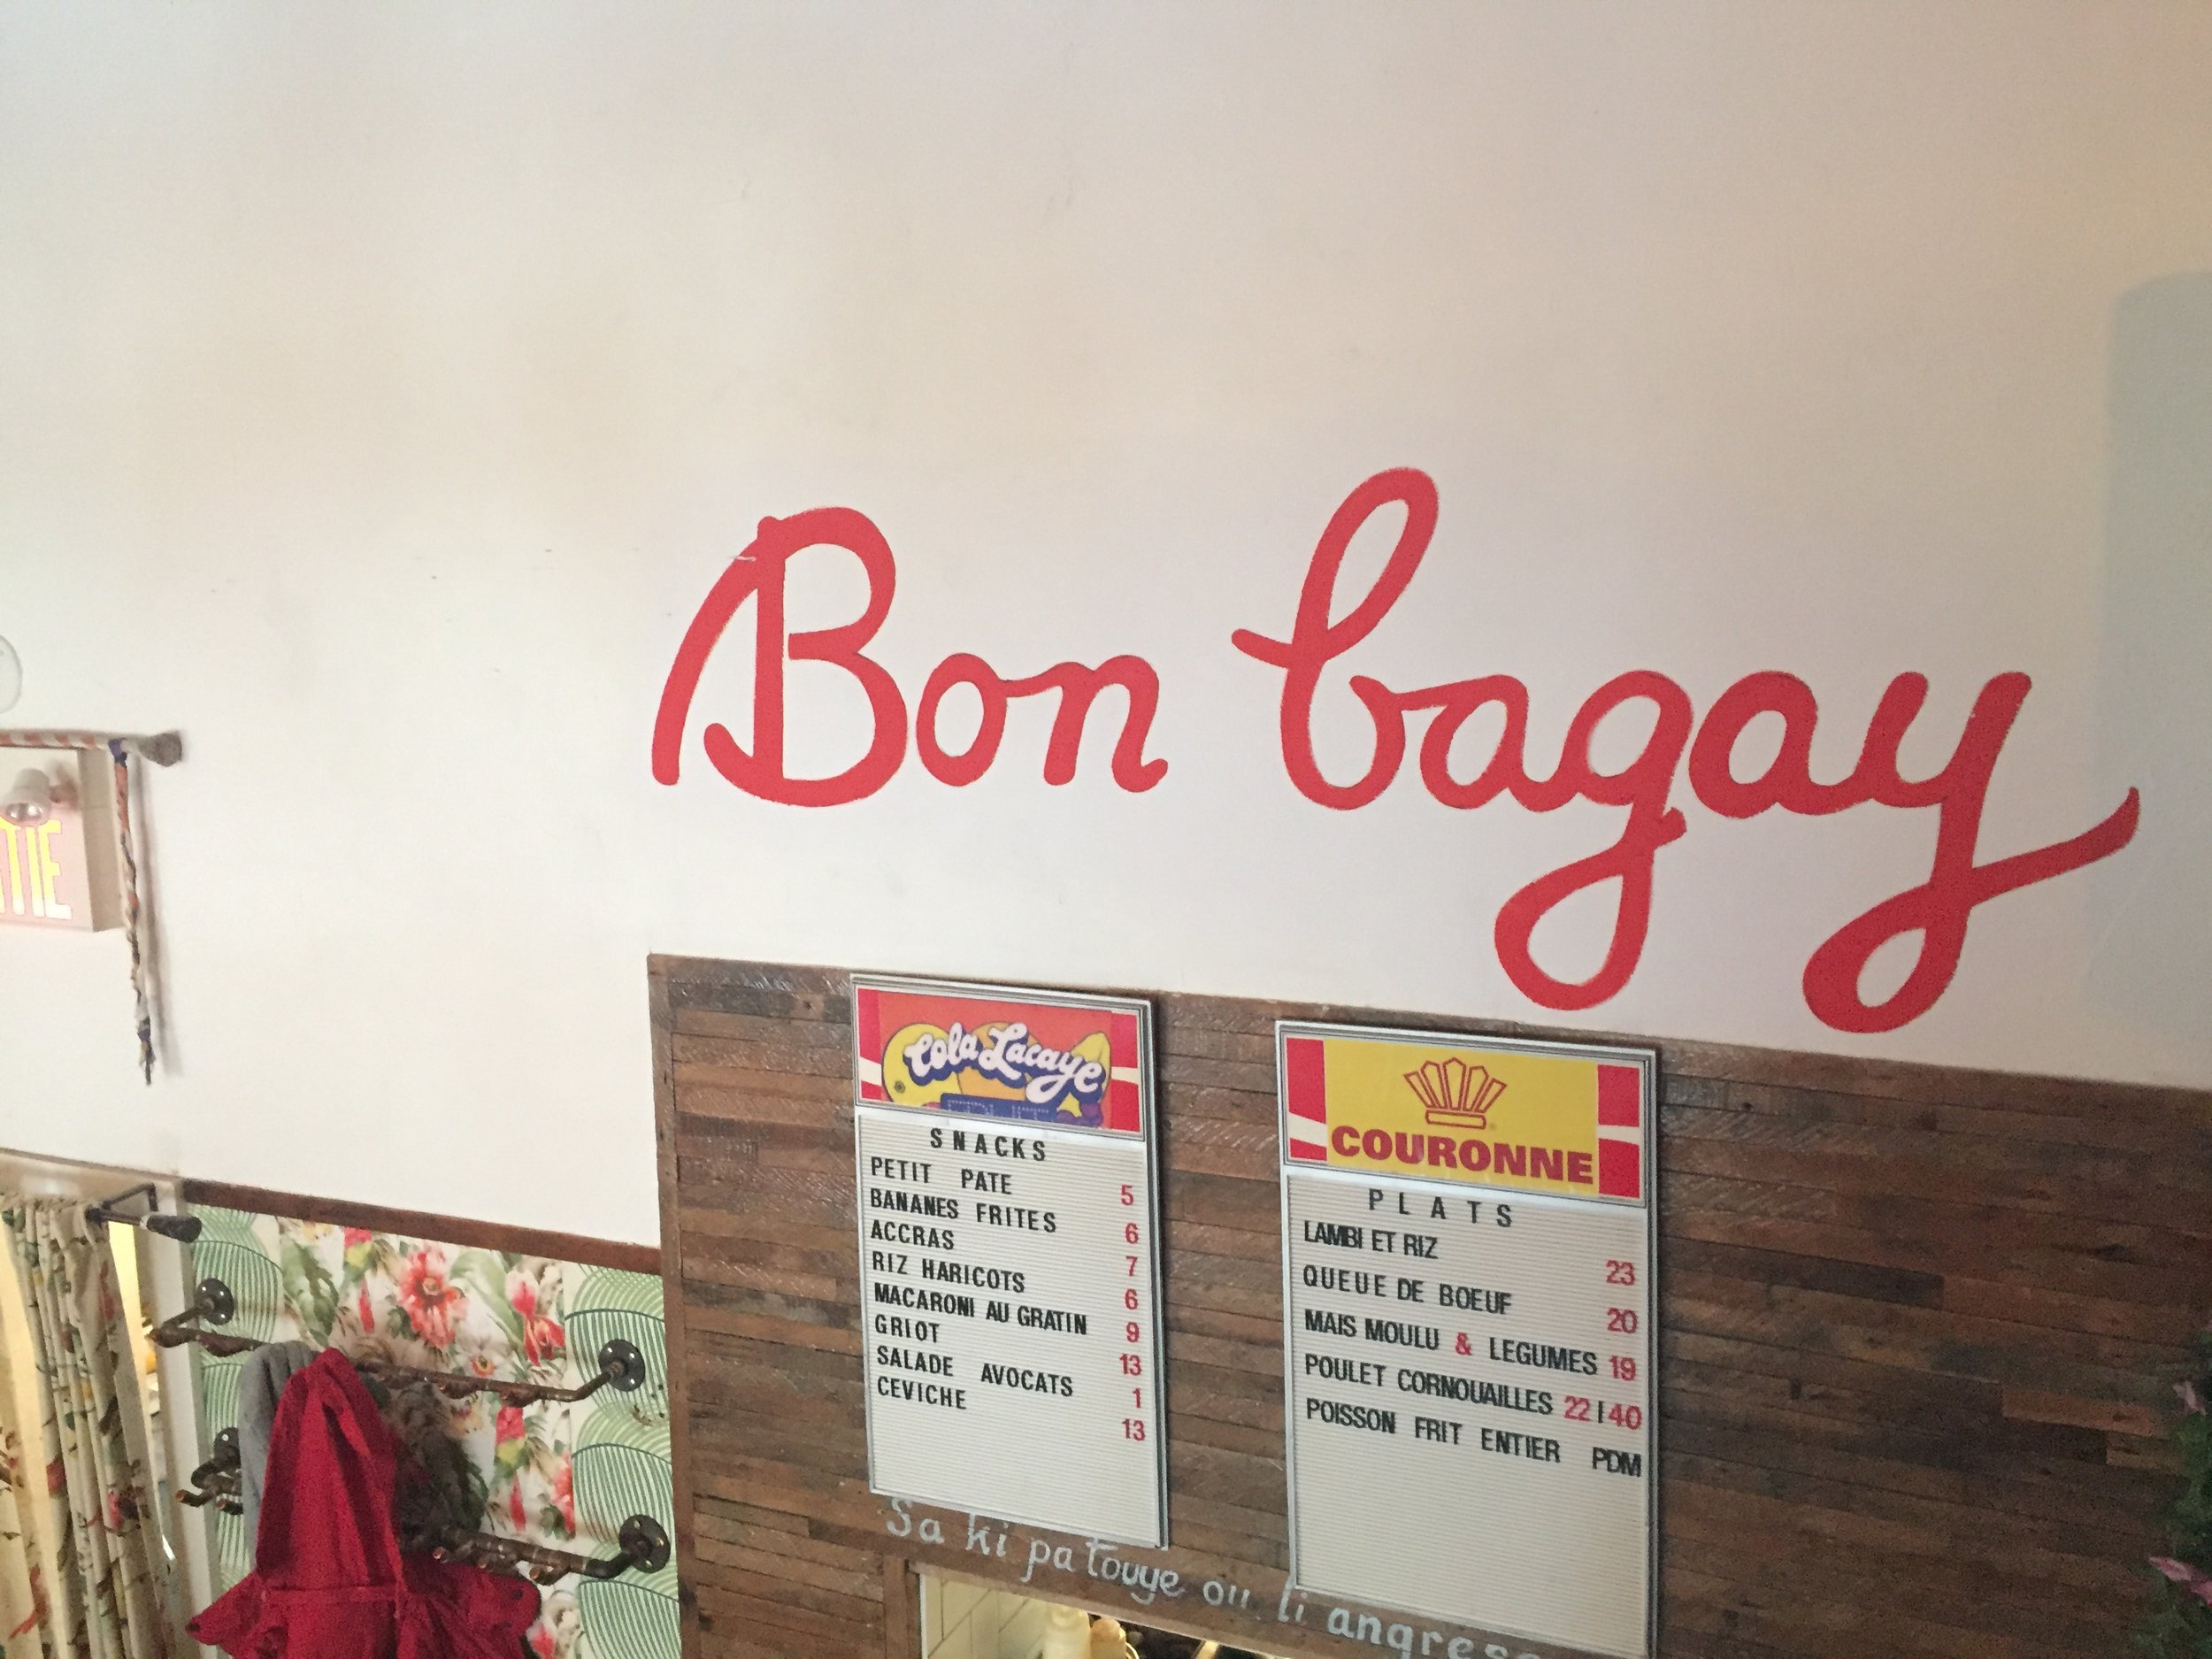 Bon bagay
TIE
Cola Lacaye
SNACKS
PETIT PATE 5
BANANES FRITES 6
ACCRAS 7
RIZ HARICOTS 6
MACARONI AU GRATIN 9
GRIOT 13
SALADE AVOCATS 1
CEVICHE 13
COURONNE
PLATS
LAMBI ET RIZ 23
QUEUE DE BOEUF 20
MAIS MOULU & LEGUMES 19
POULET CORNOUAILLES 22 | 40
POISSON FRIT ENTIER PDM
Sa ki pa touye ou li angrese